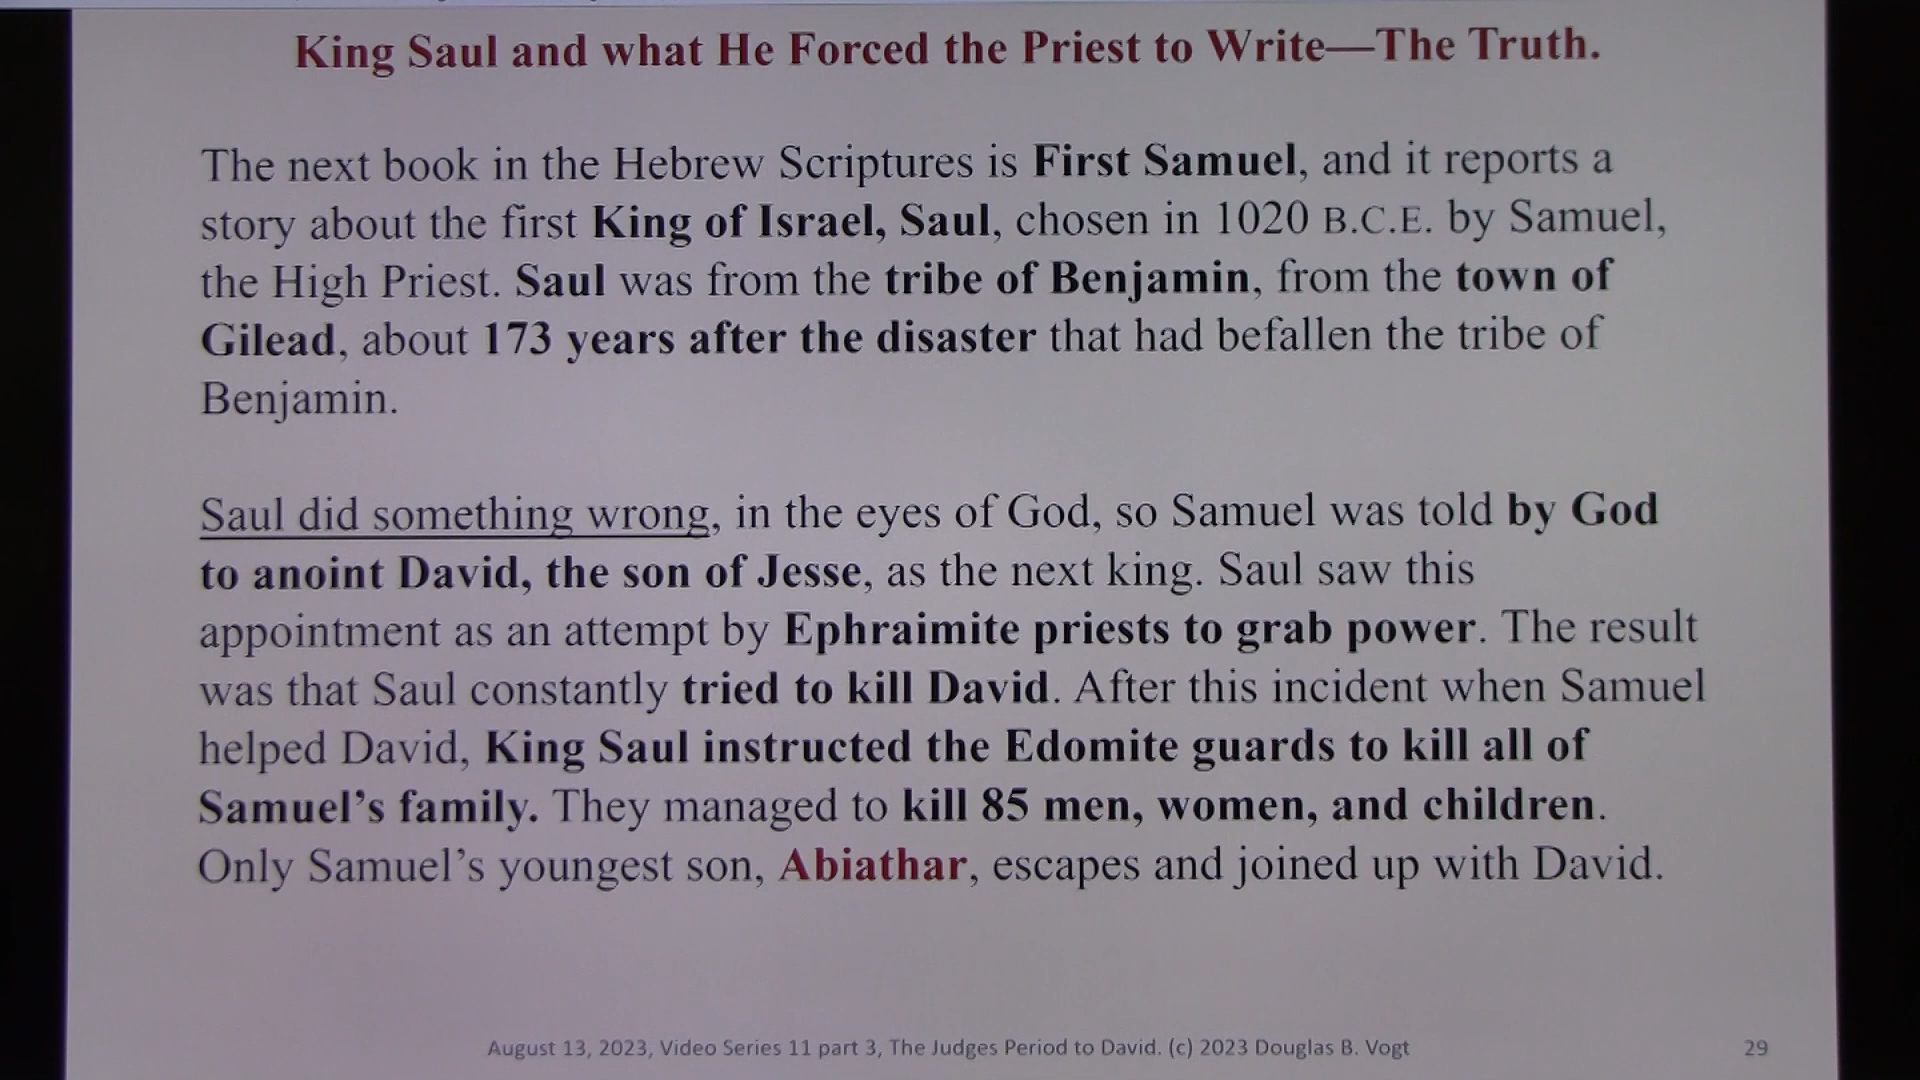 King Saul and what He Forced the Priest to Write—The Truth.
The next book in the Hebrew Scriptures is First Samuel, and it reports a
story about the first King of Israel, Saul, chosen in 1020 B.C.E. by Samuel,
the High Priest. Saul was from the tribe of Benjamin, from the town of
Gilead, about 173 years after the disaster that had befallen the tribe of
Benjamin.
Saul did something wrong, in the eyes of God, so Samuel was told by God
to anoint David, the son of Jesse, as the next king. Saul saw this
appointment as an attempt by Ephraimite priests to grab power. The result
was that Saul constantly tried to kill David. After this incident when Samuel
helped David, King Saul instructed the Edomite guards to kill all of
Samuel’s family. They managed to kill 85 men, women, and children.
Only Samuel’s youngest son, Abiathar, escapes and joined up with David.
August 13, 2023, Video Series 11 part 3, The Judges Period to David. (c) 2023 Douglas B. Vogt
29